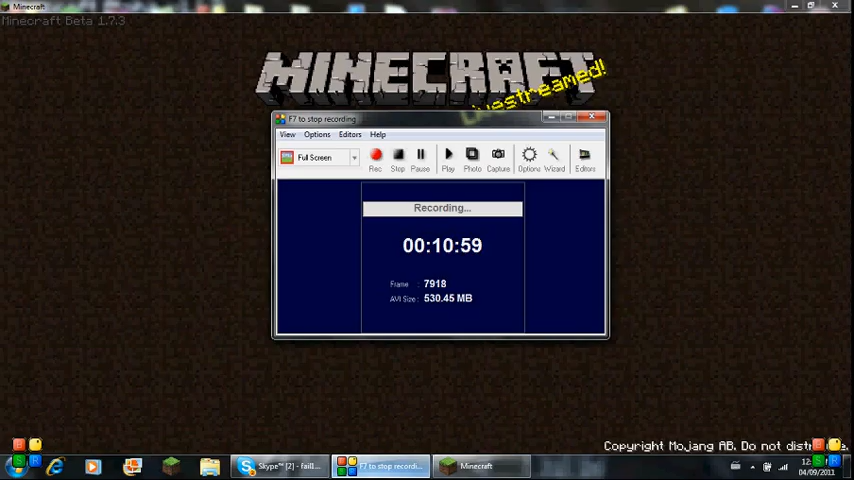 Minecraft
Minecraft Beta 1.7.3
MINECRAFT
Livestreamed!
F7 to stop recording
View Options Editors Help
Full Screen
Rec Stop Pause Play Photo Capture Options Wizard Editors
Recording...
00:10:59
Frame : 7918
AVI Size : 530.45 MB
Copyright Mojang AB. Do not
B
S R
Skype™ [2] - fail1...
F7 to stop recordi...
Minecraft
04/09/2011